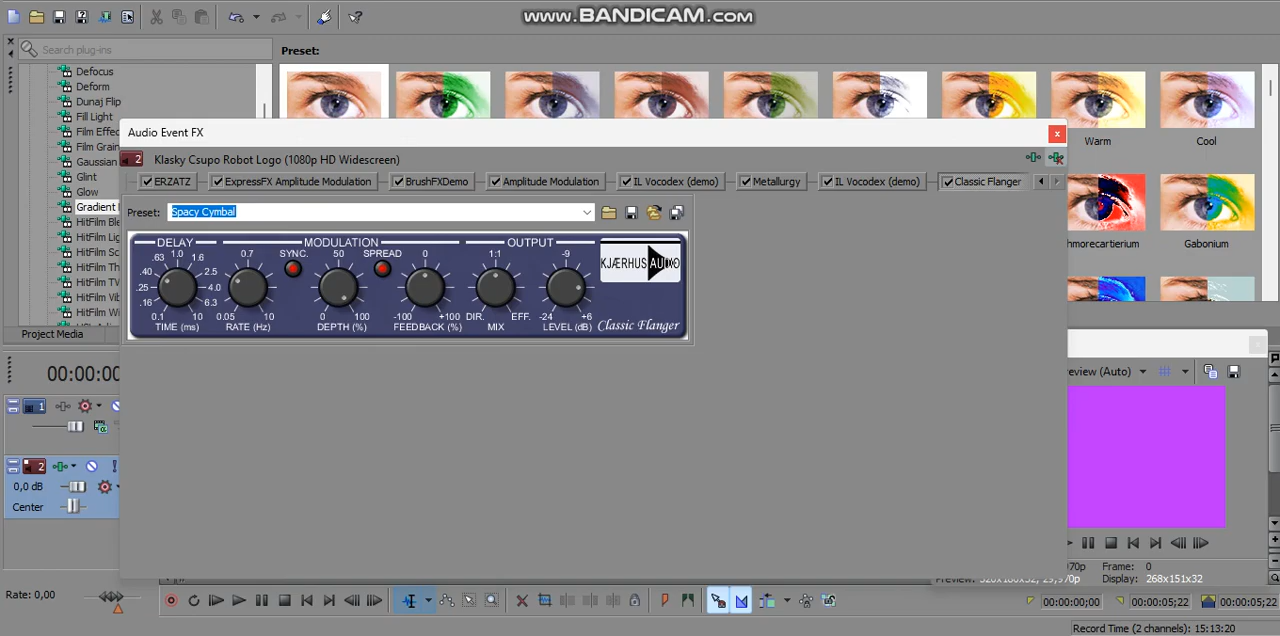 www.BANDICAM.com
Search plug-ins
Preset:
Defocus
Deform
Dunaj Flip
Fill Light
Film Effec
Film Grain
Gaussian
Glint
Glow
Gradient
HitFilm Ble
HitFilm Lig
HitFilm Sc
HitFilm Th
HitFilm TV
HitFilm Vib
HitFilm Wi
Project Media
Warm
Cool
hmorecartierium
Gabonium
Audio Event FX
2 Klasky Csupo Robot Logo (1080p HD Widescreen)
ERZATZ ExpressFX Amplitude Modulation BrushFXDemo Amplitude Modulation IL Vocodex (demo) Metallurgy IL Vocodex (demo) Classic Flanger
Preset: Spacy Cymbal
DELAY MODULATION OUTPUT
.63 1.0 1.6 0.7 SYNC. 50 SPREAD 0 1:1 -9
KJÆRHUS AUDIO
.40 2.5
.25 4.0
.16 6.3
0.1 10 0.05 10 0 100 -100 +100 DIR. EFF. -24 +6
TIME (ms) RATE (Hz) DEPTH (%) FEEDBACK (%) MIX LEVEL (dB) Classic Flanger
00:00:00
1
2
0,0 dB
Center
Rate: 0,00
review (Auto)
970p Frame: 0
Preview: 320x180x32; 29,970p Display: 268x151x32
00:00:00;00 00:00:05;22 00:00:05;22
Record Time (2 channels): 15:13:20